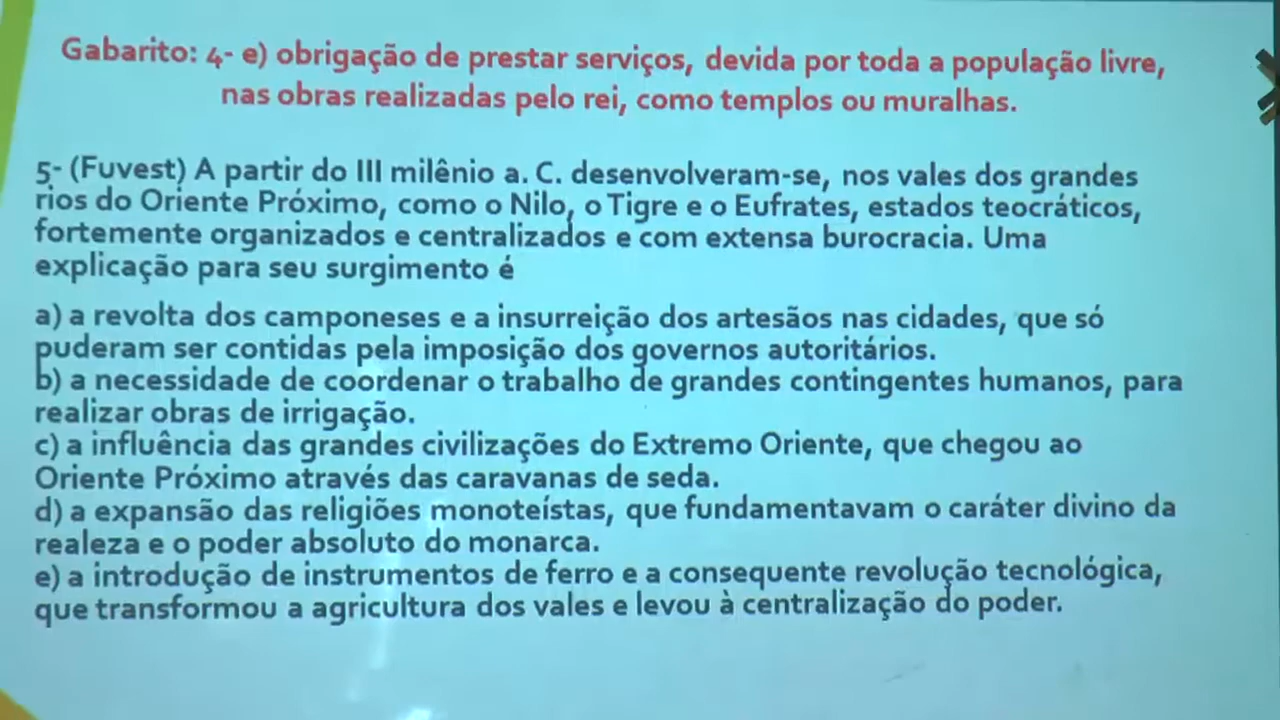 Gabarito: 4- e) obrigação de prestar serviços, devida por toda a população livre,
nas obras realizadas pelo rei, como templos ou muralhas.
5- (Fuvest) A partir do III milênio a. C. desenvolveram-se, nos vales dos grandes
rios do Oriente Próximo, como o Nilo, o Tigre e o Eufrates, estados teocráticos,
fortemente organizados e centralizados e com extensa burocracia. Uma
explicação para seu surgimento é
a) a revolta dos camponeses e a insurreição dos artesãos nas cidades, que só
puderam ser contidas pela imposição dos governos autoritários.
b) a necessidade de coordenar o trabalho de grandes contingentes humanos, para
realizar obras de irrigação.
c) a influência das grandes civilizações do Extremo Oriente, que chegou ao
Oriente Próximo através das caravanas de seda.
d) a expansão das religiões monoteístas, que fundamentavam o caráter divino da
realeza e o poder absoluto do monarca.
e) a introdução de instrumentos de ferro e a consequente revolução tecnológica,
que transformou a agricultura dos vales e levou à centralização do poder.